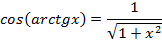 cos(arctgx) = 1/√(1 + x²)